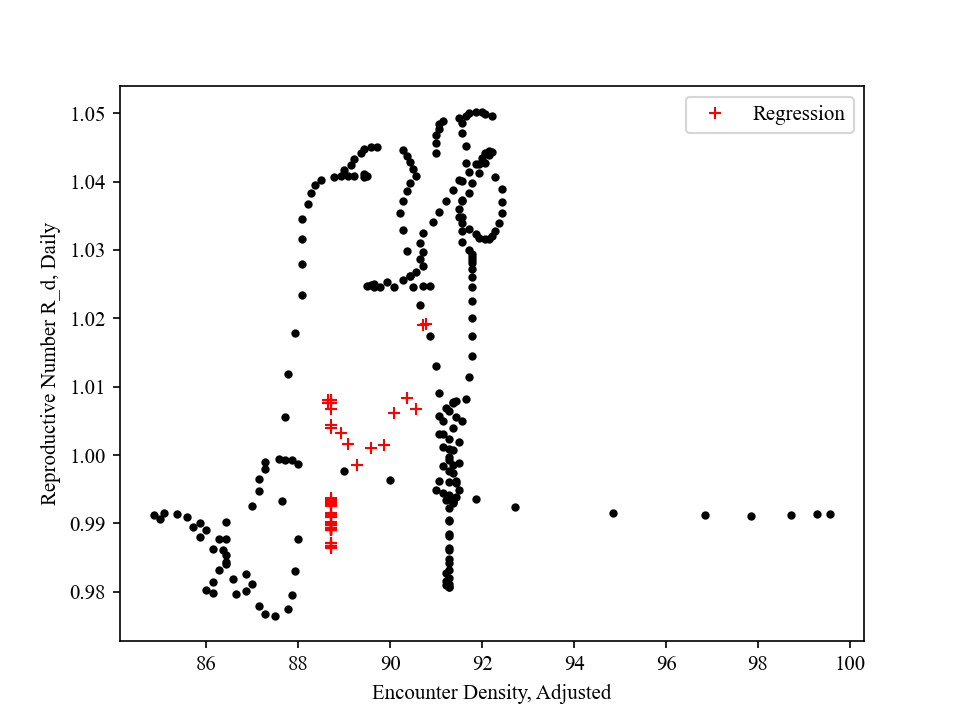 Regression
1.05
1.04
1.03
1.02
1.01
1.00
0.99
0.98
Reproductive Number R_d, Daily
86 88 90 92 94 96 98 100
Encounter Density, Adjusted